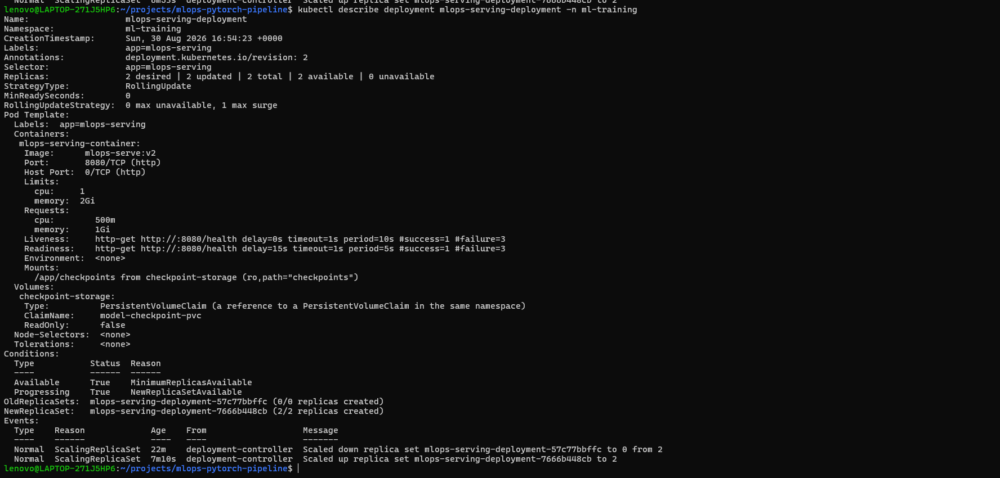 Normal  ScalingReplicaSet  6m53s  deployment-controller  Scaled up replica set mlops-serving-deployment-7666b448cb to 2
lenovo@LAPTOP-271J5HP6:~/projects/mlops-pytorch-pipeline$ kubectl describe deployment mlops-serving-deployment -n ml-training
Name:                   mlops-serving-deployment
Namespace:              ml-training
CreationTimestamp:      Sun, 30 Aug 2026 16:54:23 +0000
Labels:                 app=mlops-serving
Annotations:            deployment.kubernetes.io/revision: 2
Selector:               app=mlops-serving
Replicas:               2 desired | 2 updated | 2 total | 2 available | 0 unavailable
StrategyType:           RollingUpdate
MinReadySeconds:        0
RollingUpdateStrategy:  0 max unavailable, 1 max surge
Pod Template:
  Labels:  app=mlops-serving
  Containers:
   mlops-serving-container:
    Image:      mlops-serve:v2
    Port:       8080/TCP (http)
    Host Port:  0/TCP (http)
    Limits:
      cpu:     1
      memory:  2Gi
    Requests:
      cpu:        500m
      memory:     1Gi
    Liveness:     http-get http://:8080/health delay=0s timeout=1s period=10s #success=1 #failure=3
    Readiness:    http-get http://:8080/health delay=15s timeout=1s period=5s #success=1 #failure=3
    Environment:  <none>
    Mounts:
      /app/checkpoints from checkpoint-storage (ro,path="checkpoints")
  Volumes:
   checkpoint-storage:
    Type:          PersistentVolumeClaim (a reference to a PersistentVolumeClaim in the same namespace)
    ClaimName:     model-checkpoint-pvc
    ReadOnly:      false
  Node-Selectors:  <none>
  Tolerations:     <none>
Conditions:
  Type           Status  Reason
  ----           ------  ------
  Available      True    MinimumReplicasAvailable
  Progressing    True    NewReplicaSetAvailable
OldReplicaSets:  mlops-serving-deployment-57c77bbffc (0/0 replicas created)
NewReplicaSet:   mlops-serving-deployment-7666b448cb (2/2 replicas created)
Events:
  Type    Reason             Age    From                   Message
  ----    ------             ----   ----                   -------
  Normal  ScalingReplicaSet  22m    deployment-controller  Scaled down replica set mlops-serving-deployment-57c77bbffc to 0 from 2
  Normal  ScalingReplicaSet  7m10s  deployment-controller  Scaled up replica set mlops-serving-deployment-7666b448cb to 2
lenovo@LAPTOP-271J5HP6:~/projects/mlops-pytorch-pipeline$